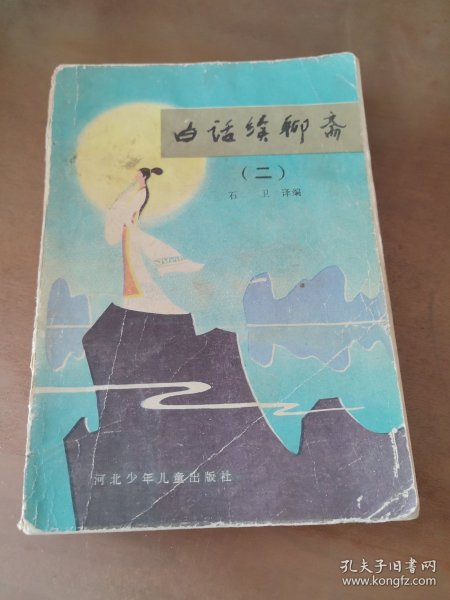 白话绘聊斋
（二）
石 卫 译编
河北少年儿童出版社
孔夫子旧书网
www.kongfz.com